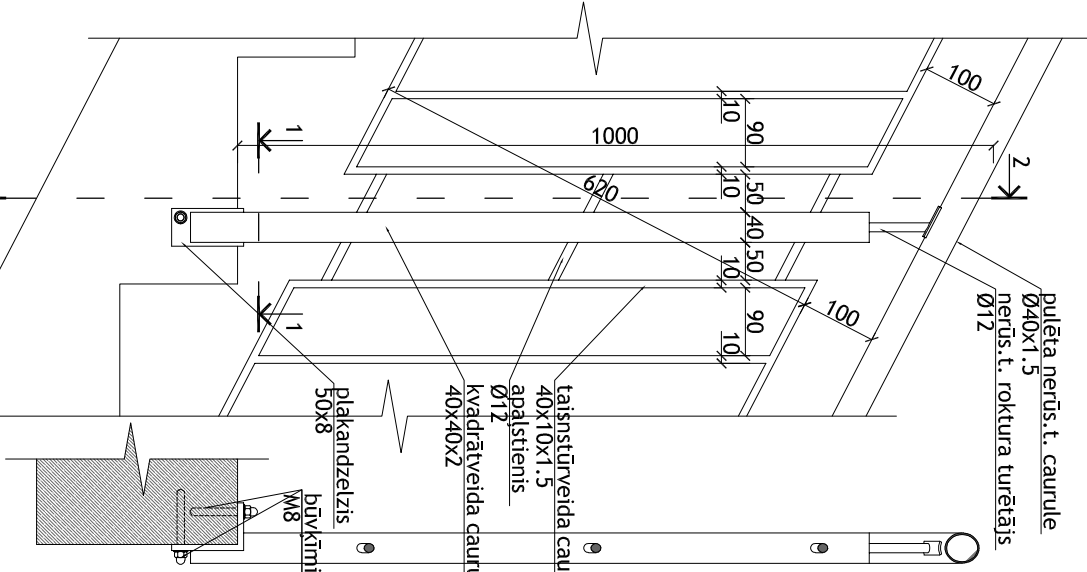 pulēta nerūs.t. caurule
Ø40x1.5
nerūs.t. roktura turētājs
Ø12
taisnstūrveida cau
40x10x1.5
apaļstienis
Ø12
kvadrātveida cauru
40x40x2
plakandzelzis
50x8
būvķīmi
M8
100
100
1000
620
10
90
10
50
40
50
10
90
10
1
1
2